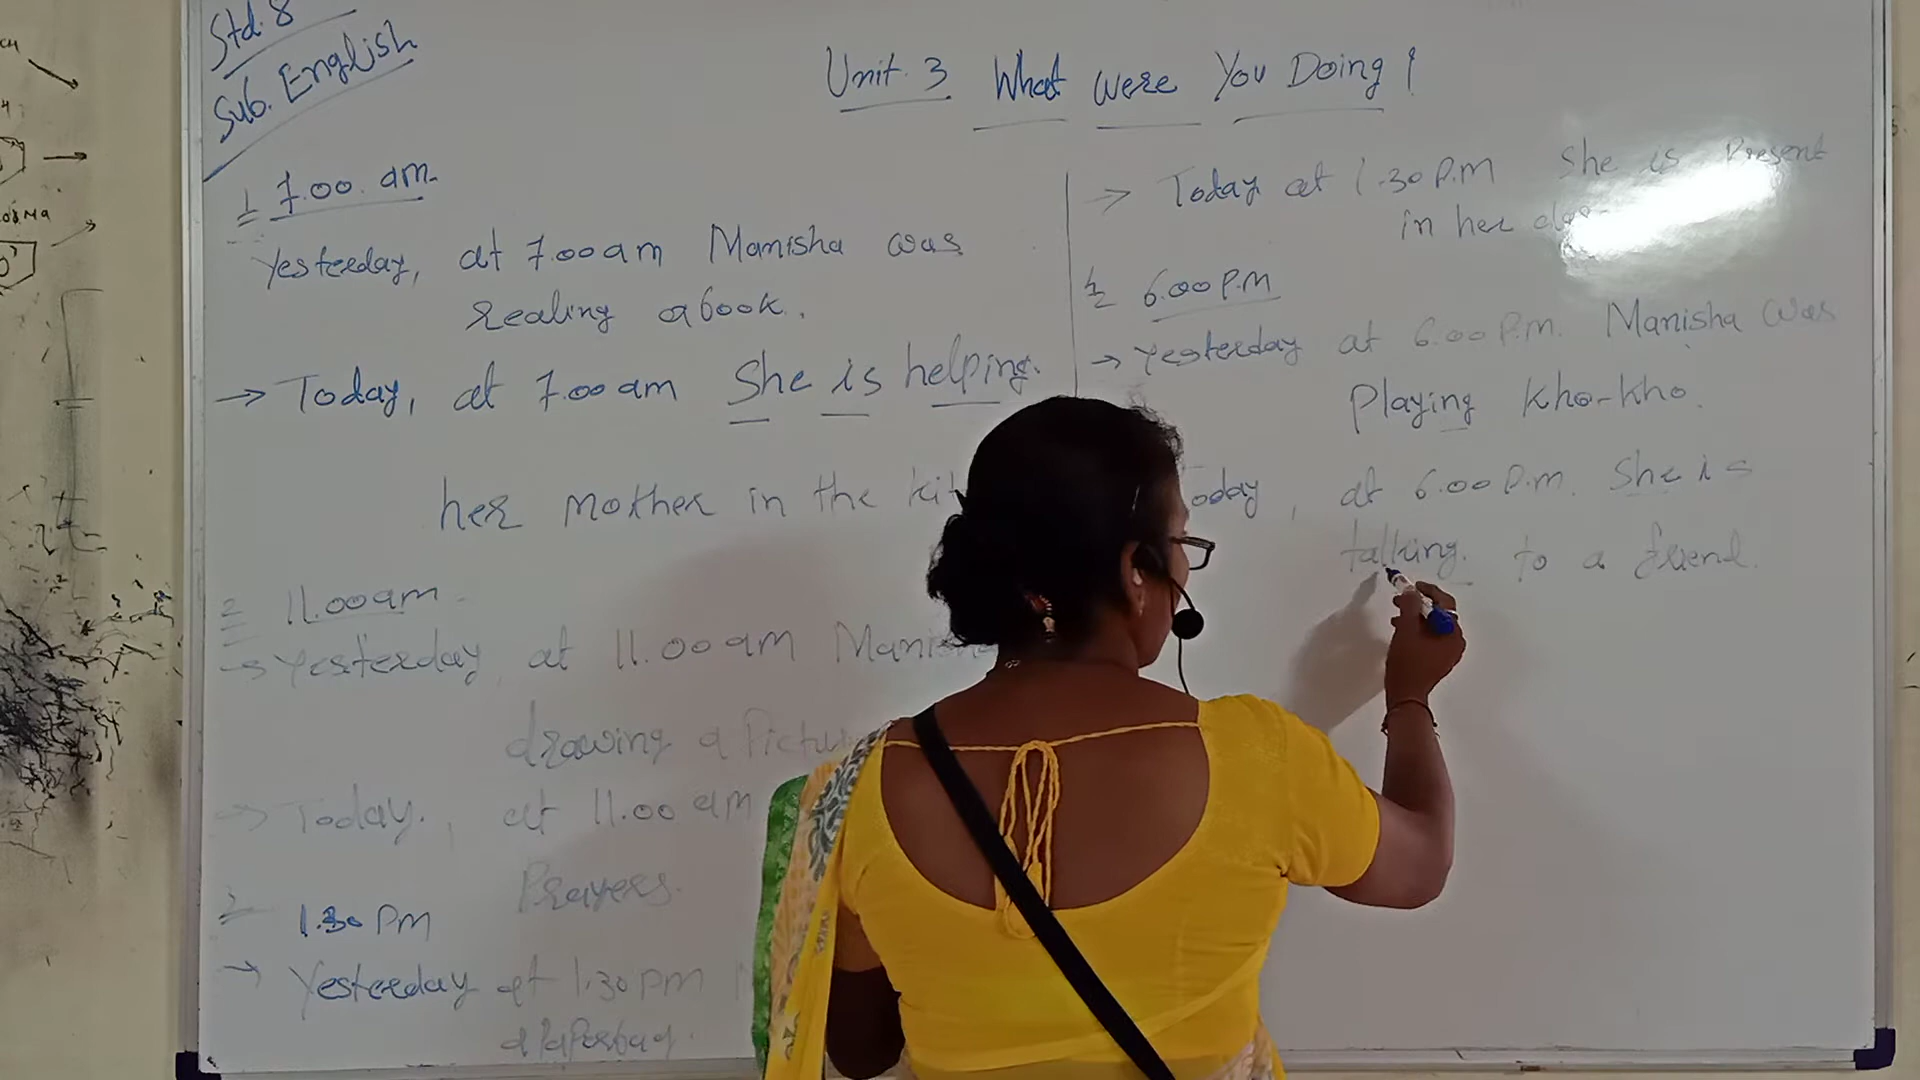 Std. 8
Sub. English
Unit. 3 What were You Doing?
1 7.00. am.
Yesterday, at 7.00 am Manisha was
reading a book.
→ Today, at 7.00 am She is helping.
her mother in the
2 11.00 am
→ Yesterday, at 11.00 am
drawing a
→ Today, at 11.00 am
Prayers.
3 1.30 PM
→ Yesterday at 1.30 PM
→ Today at 1.30 P.M She is Present
in her
4 6.00 P.M
→ Yesterday at 6.00 P.m. Manisha was
Playing Kho-Kho.
at 6.00 P.m. She is
talking. to a friend.